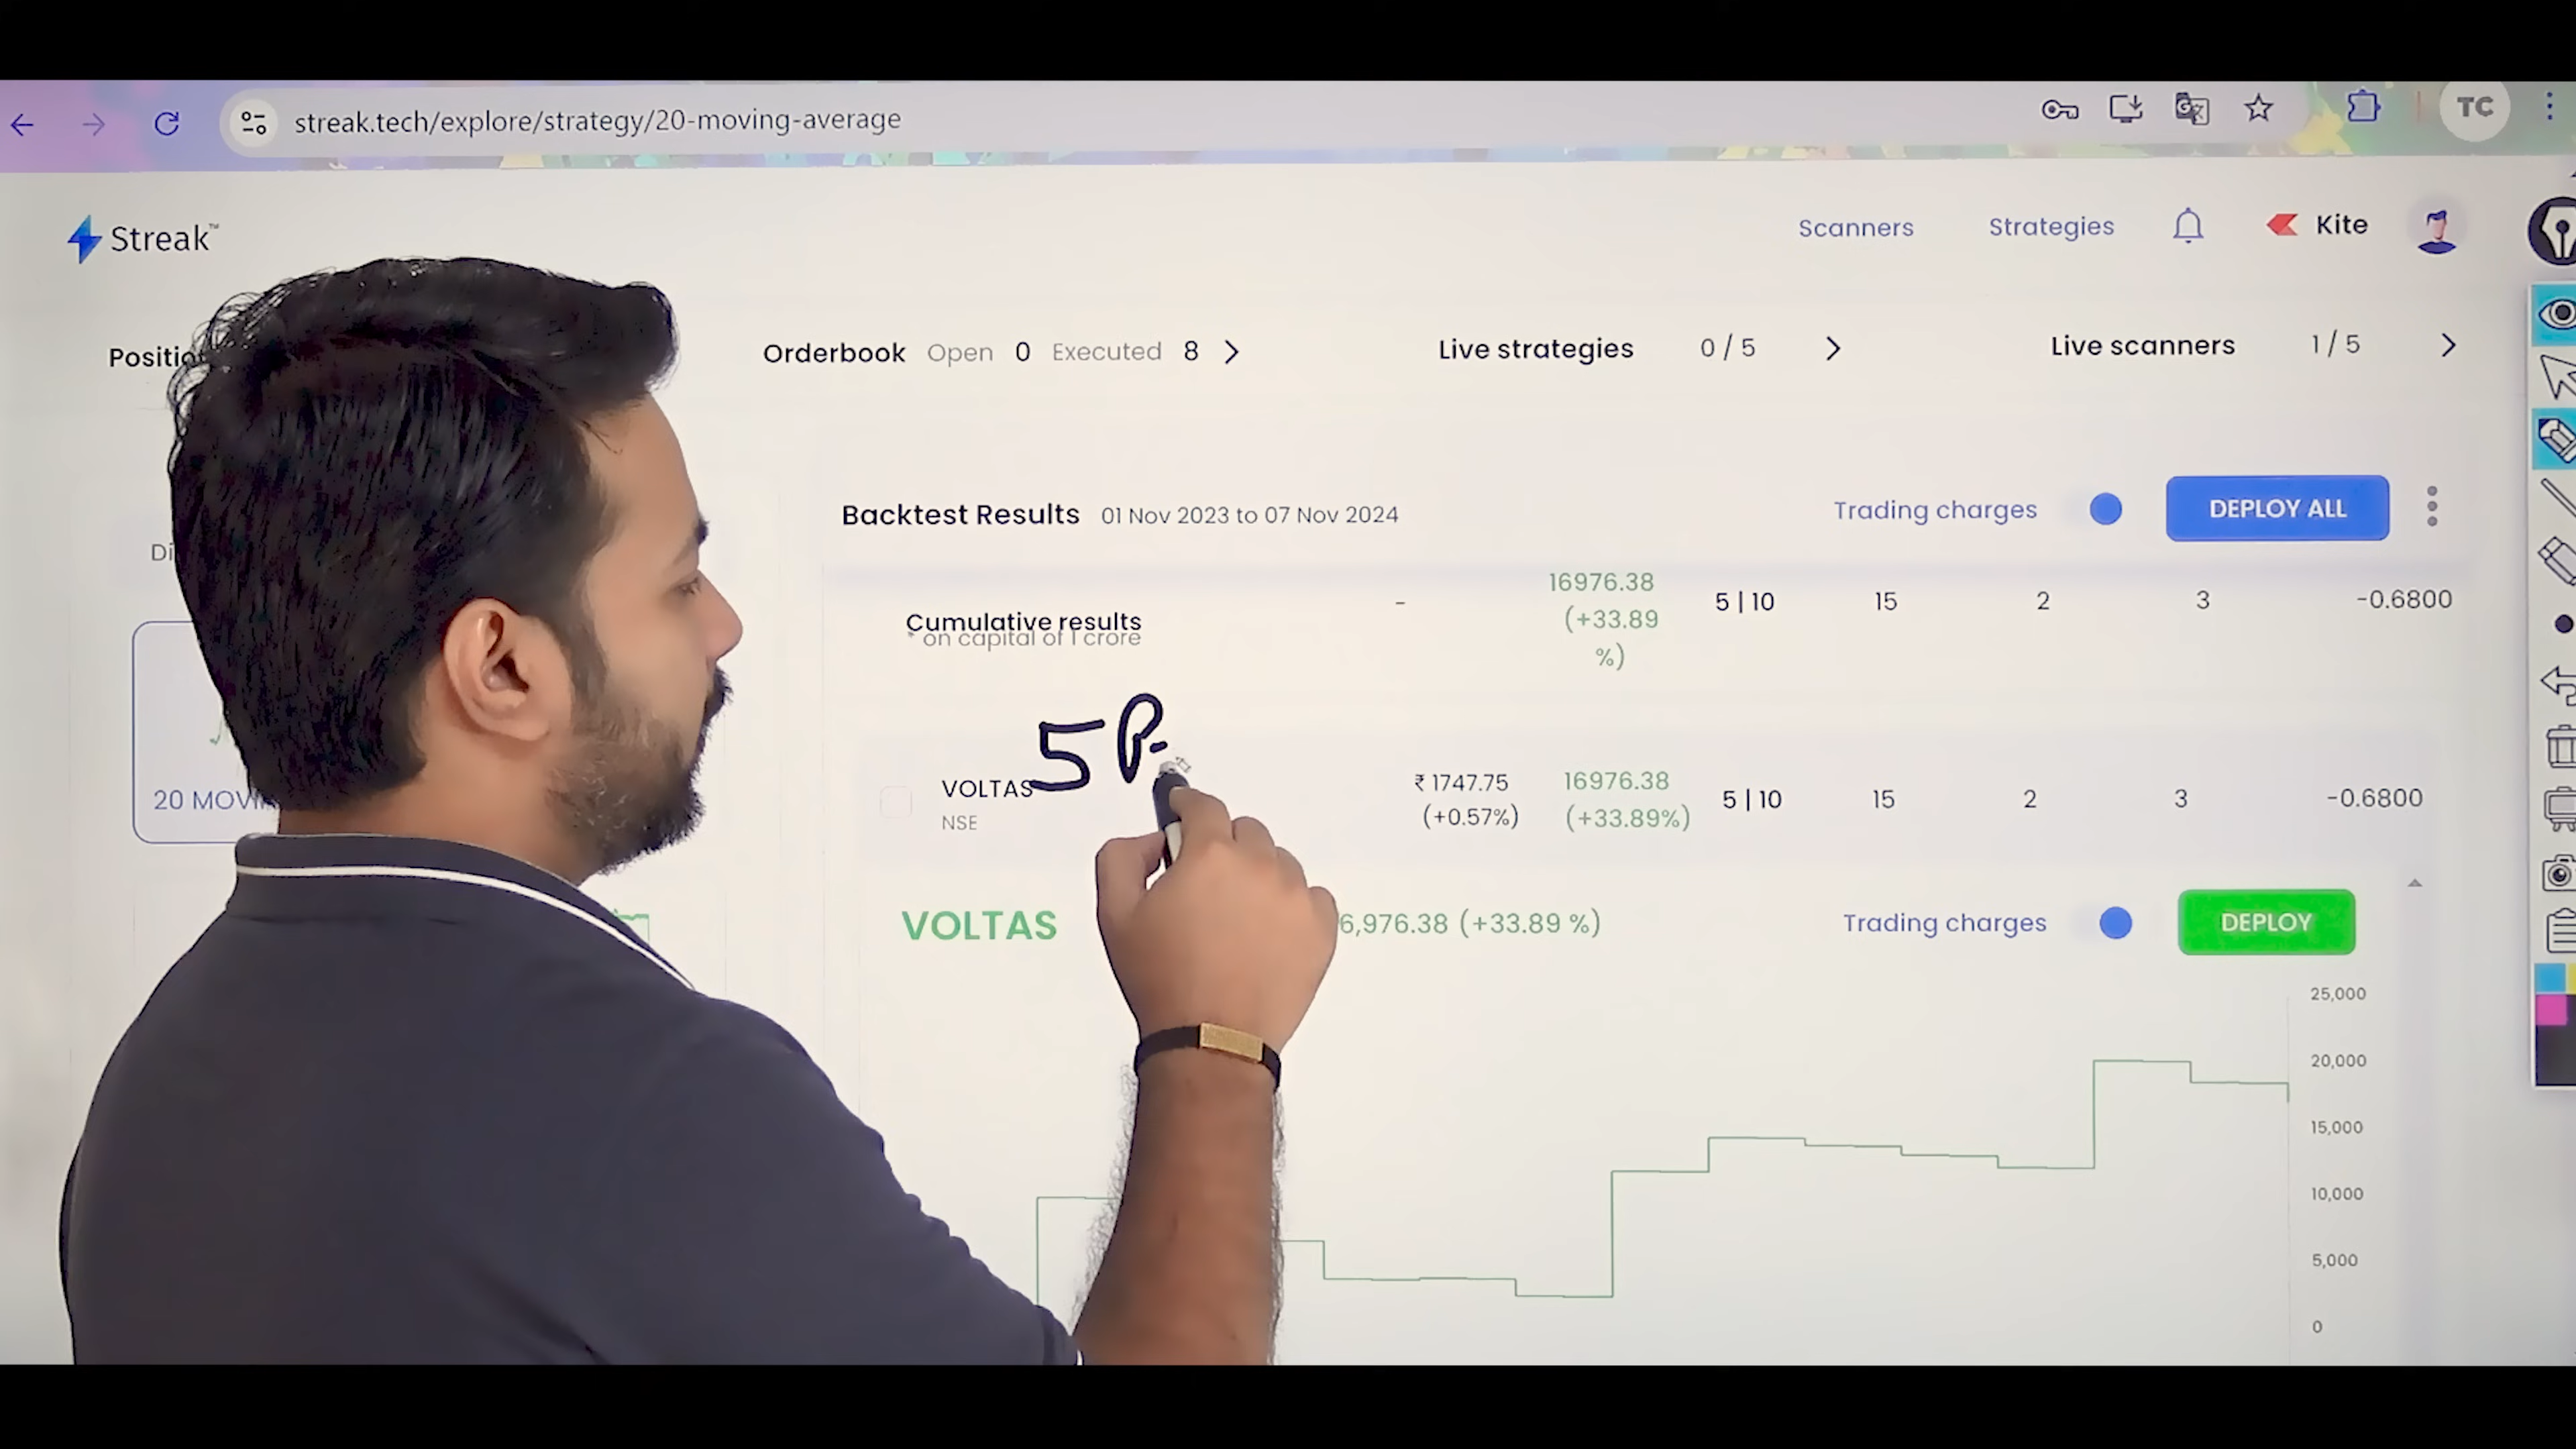 streak.tech/explore/strategy/20-moving-average
TC
Streak™
Scanners
Strategies
Kite
Orderbook Open 0 Executed 8
Live strategies 0 / 5
Live scanners 1 / 5
Backtest Results 01 Nov 2023 to 07 Nov 2024
Trading charges
DEPLOY ALL
Cumulative results
* on capital of 1 crore
-
16976.38
(+33.89
%)
5 | 10
15
2
3
-0.6800
5 P
VOLTAS
NSE
₹ 1747.75
(+0.57%)
16976.38
(+33.89%)
5 | 10
15
2
3
-0.6800
20
VOLTAS
6,976.38 (+33.89 %)
Trading charges
DEPLOY
25,000
20,000
15,000
10,000
5,000
0